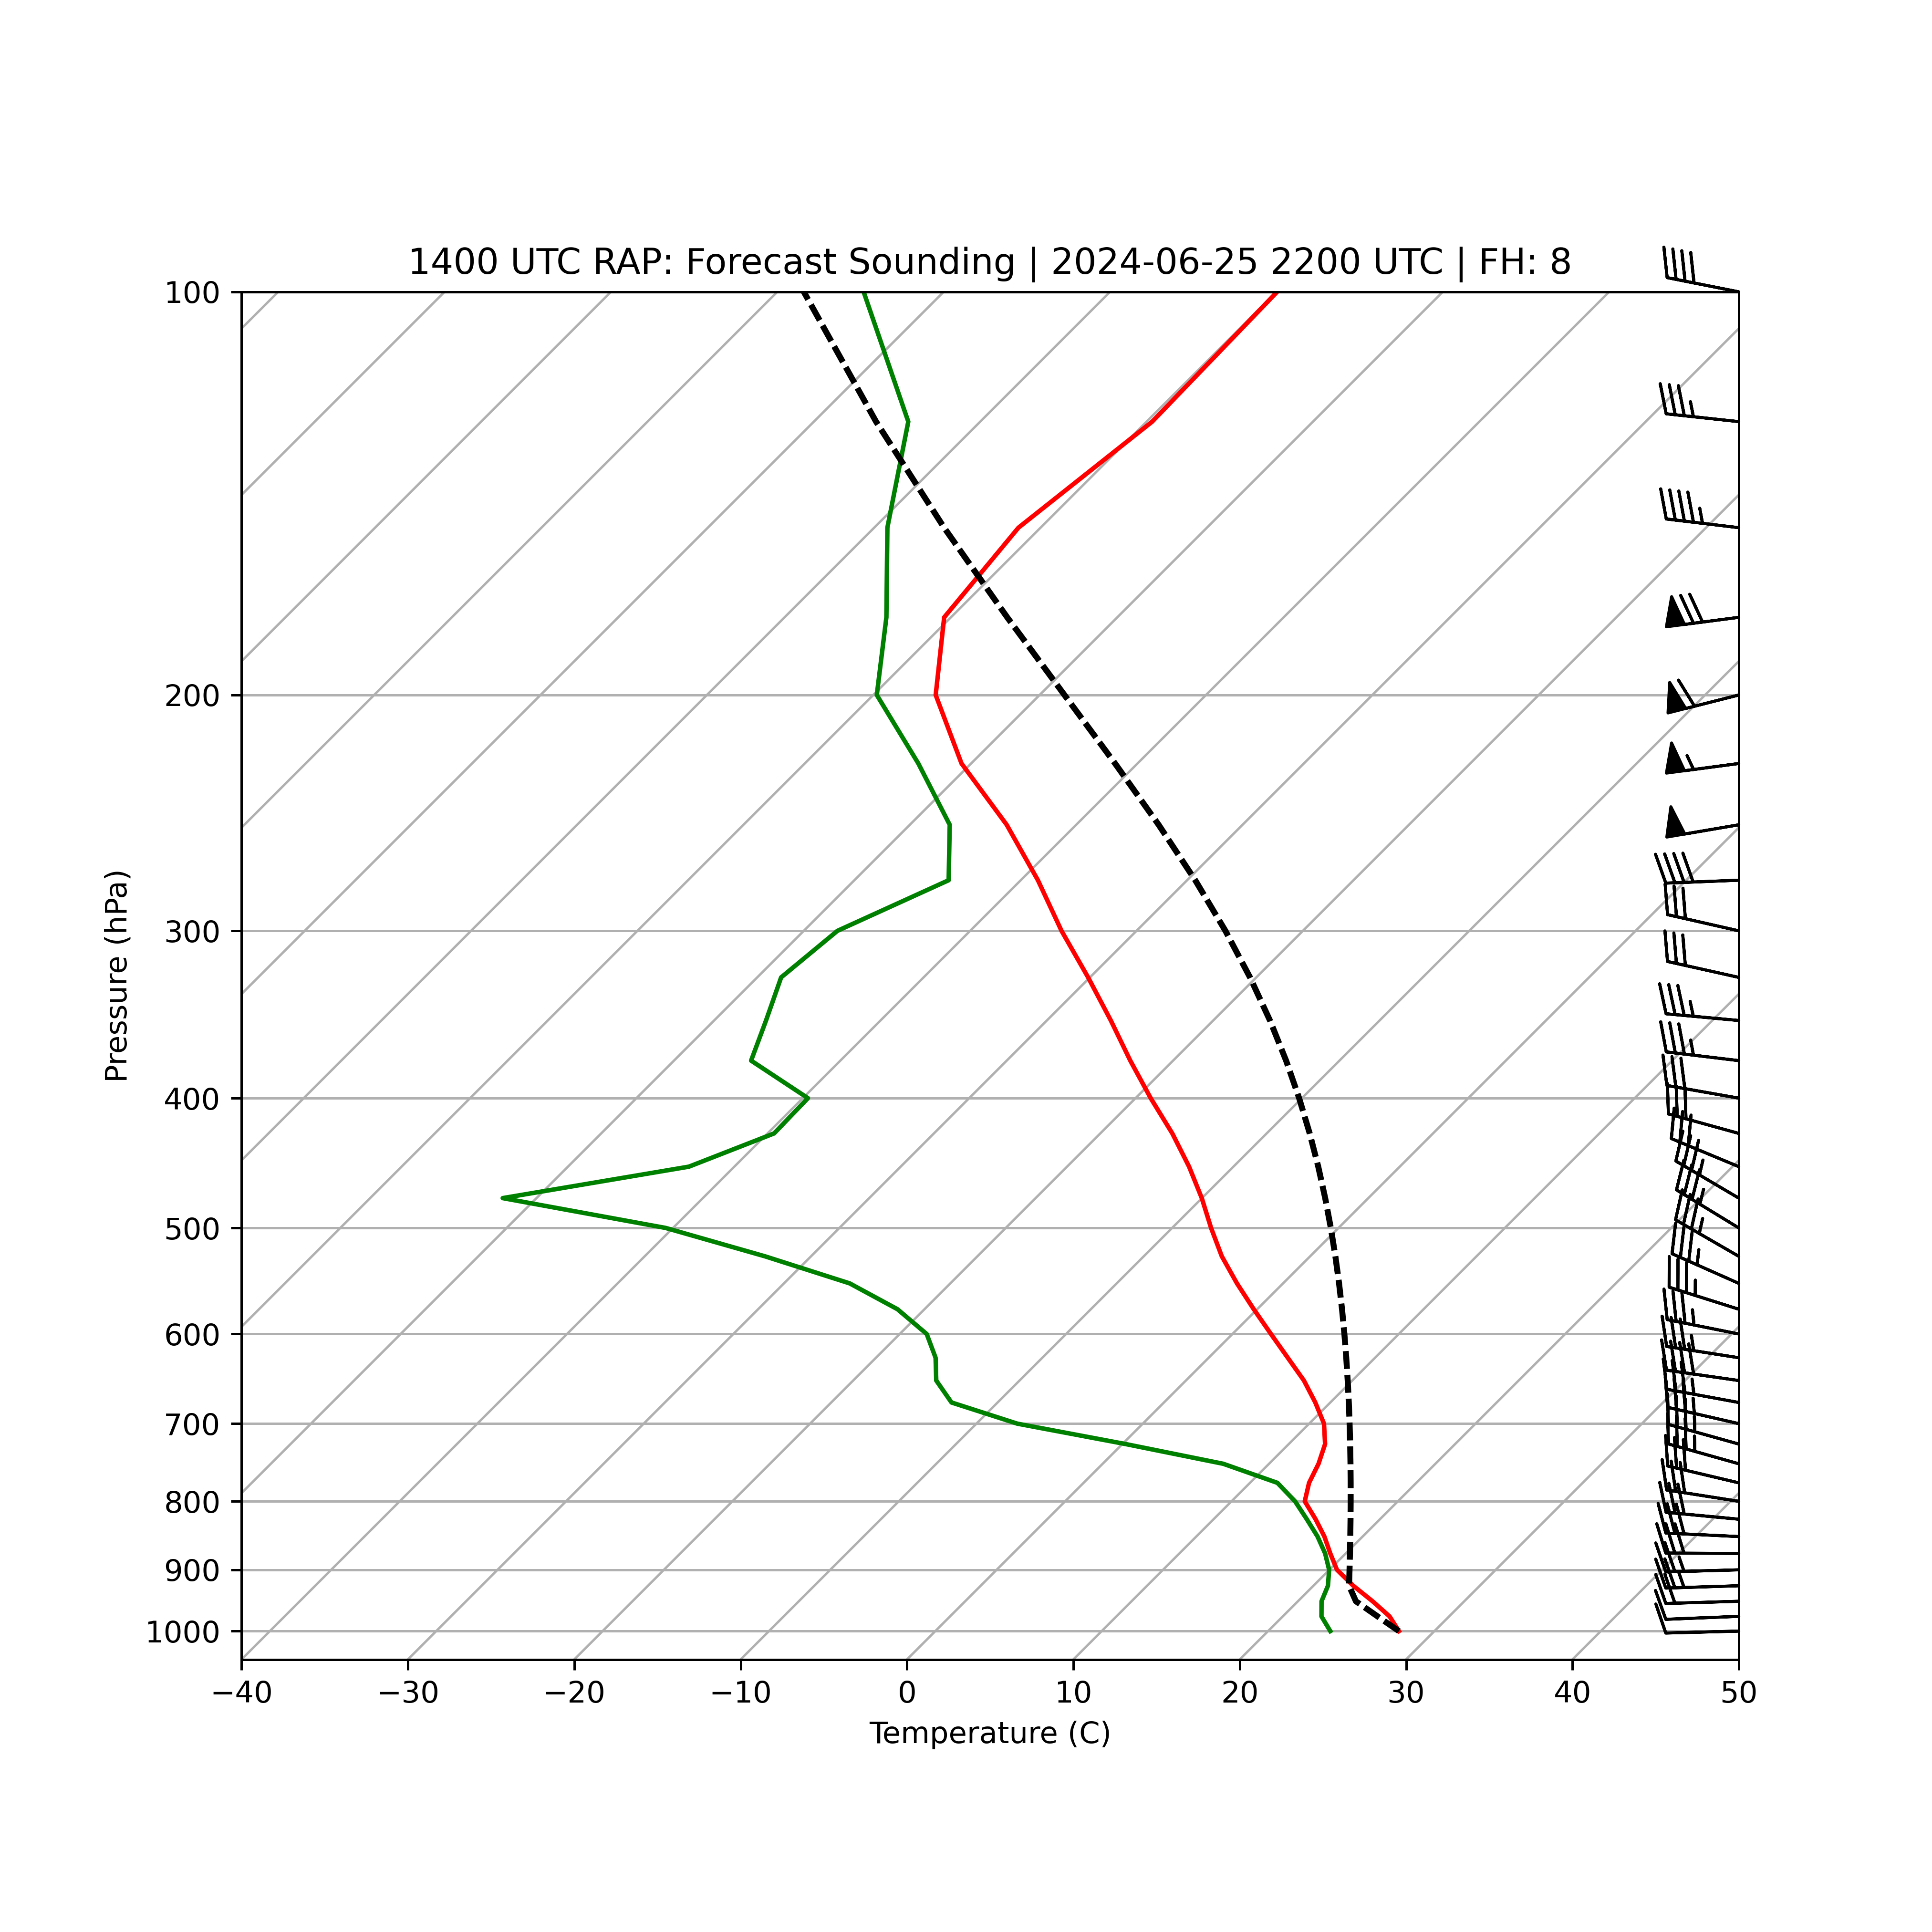 1400 UTC RAP: Forecast Sounding | 2024-06-25 2200 UTC | FH: 8
100
200
300
400
500
600
700
800
900
1000
Pressure (hPa)
−40 −30 −20 −10 0 10 20 30 40 50
Temperature (C)